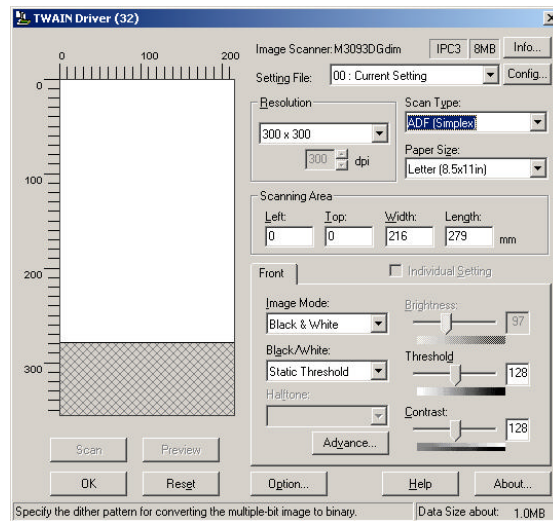 TWAIN Driver (32)
0 100 200
0
100
200
300
Image Scanner: M3093DGdim IPC3 8MB Info...
Setting File: 00 : Current Setting Config...
Resolution
300 x 300
300 dpi
Scan Type:
ADF (Simplex)
Paper Size:
Letter (8.5x11in)
Scanning Area
Left: Top: Width: Length:
0 0 216 279 mm
Front Individual Setting
Image Mode:
Black & White
Brightness:
97
Black/White:
Static Threshold
Threshold
128
Halftone:
Contrast:
128
Advance...
Scan Preview
OK Reset Option... Help About...
Specify the dither pattern for converting the multiple-bit image to binary. Data Size about: 1.0MB